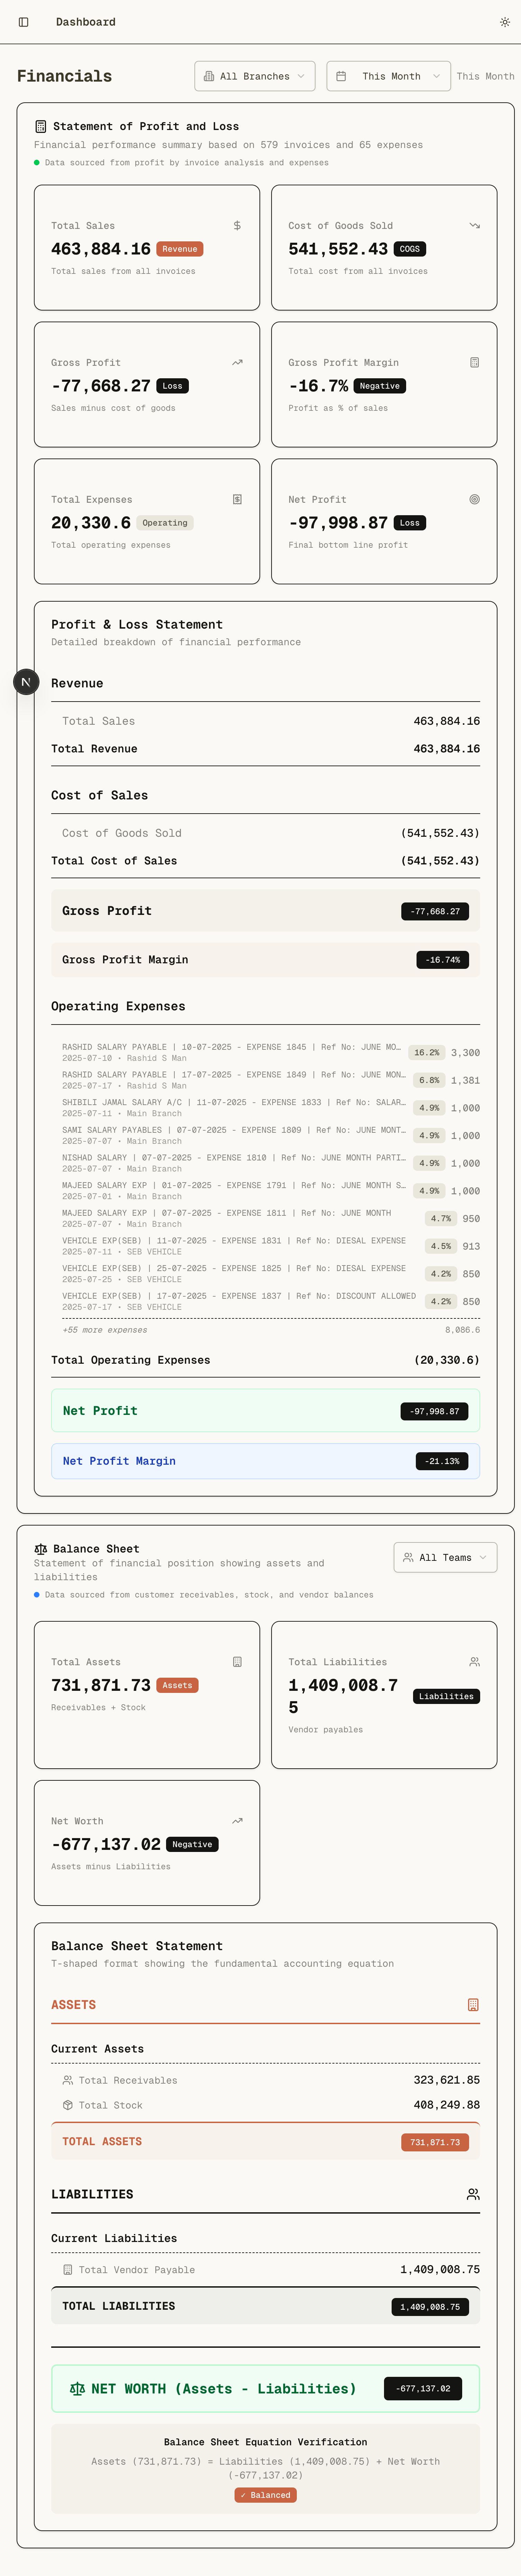 Dashboard
Financials
All Branches
This Month
This Month
Statement of Profit and Loss
Financial performance summary based on 579 invoices and 65 expenses
Data sourced from profit by invoice analysis and expenses
Total Sales
463,884.16 Revenue
Total sales from all invoices
Cost of Goods Sold
541,552.43 COGS
Total cost from all invoices
Gross Profit
-77,668.27 Loss
Sales minus cost of goods
Gross Profit Margin
-16.7% Negative
Profit as % of sales
Total Expenses
20,330.6 Operating
Total operating expenses
Net Profit
-97,998.87 Loss
Final bottom line profit
Profit & Loss Statement
Detailed breakdown of financial performance
N
Revenue
Total Sales 463,884.16
Total Revenue 463,884.16
Cost of Sales
Cost of Goods Sold (541,552.43)
Total Cost of Sales (541,552.43)
Gross Profit -77,668.27
Gross Profit Margin -16.74%
Operating Expenses
RASHID SALARY PAYABLE | 10-07-2025 - EXPENSE 1845 | Ref No: JUNE MO… 16.2% 3,300
2025-07-10 • Rashid S Man
RASHID SALARY PAYABLE | 17-07-2025 - EXPENSE 1849 | Ref No: JUNE MON… 6.8% 1,381
2025-07-17 • Rashid S Man
SHIBILI JAMAL SALARY A/C | 11-07-2025 - EXPENSE 1833 | Ref No: SALAR… 4.9% 1,000
2025-07-11 • Main Branch
SAMI SALARY PAYABLES | 07-07-2025 - EXPENSE 1809 | Ref No: JUNE MONT… 4.9% 1,000
2025-07-07 • Main Branch
NISHAD SALARY | 07-07-2025 - EXPENSE 1810 | Ref No: JUNE MONTH PARTI… 4.9% 1,000
2025-07-07 • Main Branch
MAJEED SALARY EXP | 01-07-2025 - EXPENSE 1791 | Ref No: JUNE MONTH S… 4.9% 1,000
2025-07-01 • Main Branch
MAJEED SALARY EXP | 07-07-2025 - EXPENSE 1811 | Ref No: JUNE MONTH 4.7% 950
2025-07-07 • Main Branch
VEHICLE EXP(SEB) | 11-07-2025 - EXPENSE 1831 | Ref No: DIESAL EXPENSE 4.5% 913
2025-07-11 • SEB VEHICLE
VEHICLE EXP(SEB) | 25-07-2025 - EXPENSE 1825 | Ref No: DIESAL EXPENSE 4.2% 850
2025-07-25 • SEB VEHICLE
VEHICLE EXP(SEB) | 17-07-2025 - EXPENSE 1837 | Ref No: DISCOUNT ALLOWED 4.2% 850
2025-07-17 • SEB VEHICLE
+55 more expenses 8,086.6
Total Operating Expenses (20,330.6)
Net Profit -97,998.87
Net Profit Margin -21.13%
Balance Sheet
Statement of financial position showing assets and
liabilities
All Teams
Data sourced from customer receivables, stock, and vendor balances
Total Assets
731,871.73 Assets
Receivables + Stock
Total Liabilities
1,409,008.7
5
Liabilities
Vendor payables
Net Worth
-677,137.02 Negative
Assets minus Liabilities
Balance Sheet Statement
T-shaped format showing the fundamental accounting equation
ASSETS
Current Assets
Total Receivables 323,621.85
Total Stock 408,249.88
TOTAL ASSETS 731,871.73
LIABILITIES
Current Liabilities
Total Vendor Payable 1,409,008.75
TOTAL LIABILITIES 1,409,008.75
NET WORTH (Assets - Liabilities) -677,137.02
Balance Sheet Equation Verification
Assets (731,871.73) = Liabilities (1,409,008.75) + Net Worth
(-677,137.02)
✓ Balanced